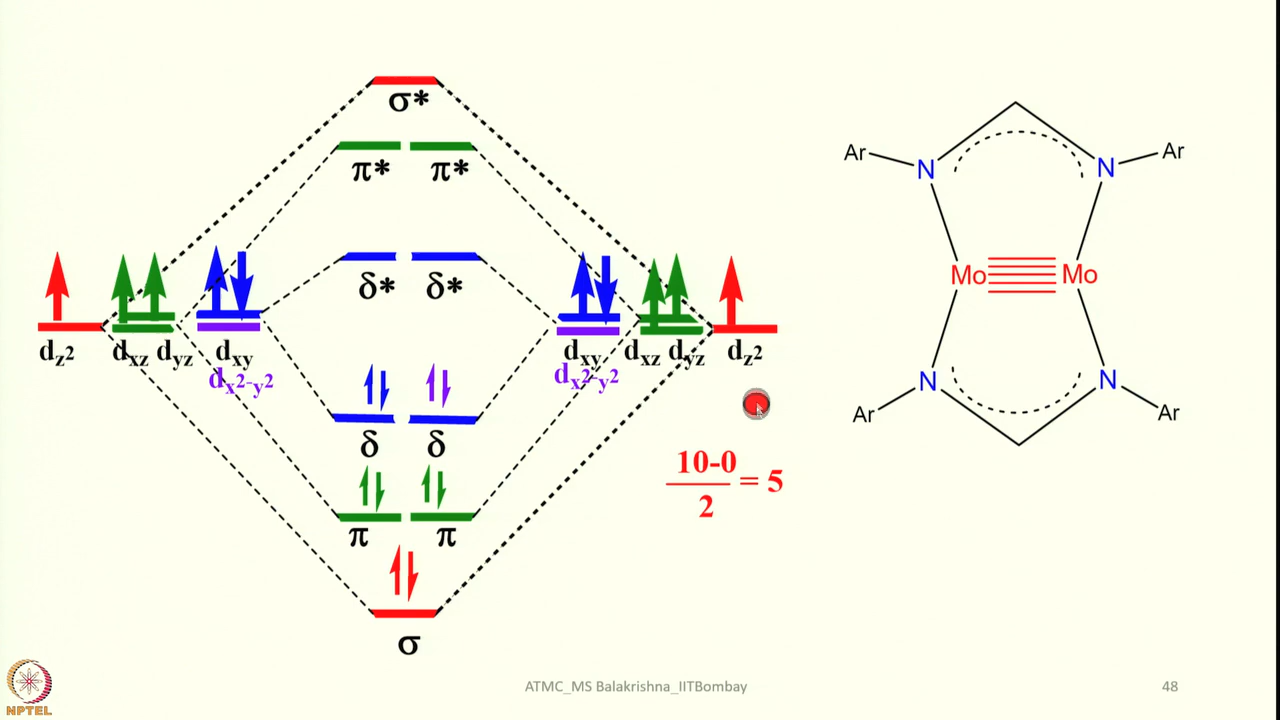 σ*
π* π*
δ* δ*
dz2 dxz dyz dxy dxy dxz dyz dz2
dx2-y2 dx2-y2
δ δ
π π
σ
10-0
= 5
2
Ar N N Ar
Mo Mo
Ar N N Ar
NPTEL
ATMC_MS Balakrishna_IITBombay
48